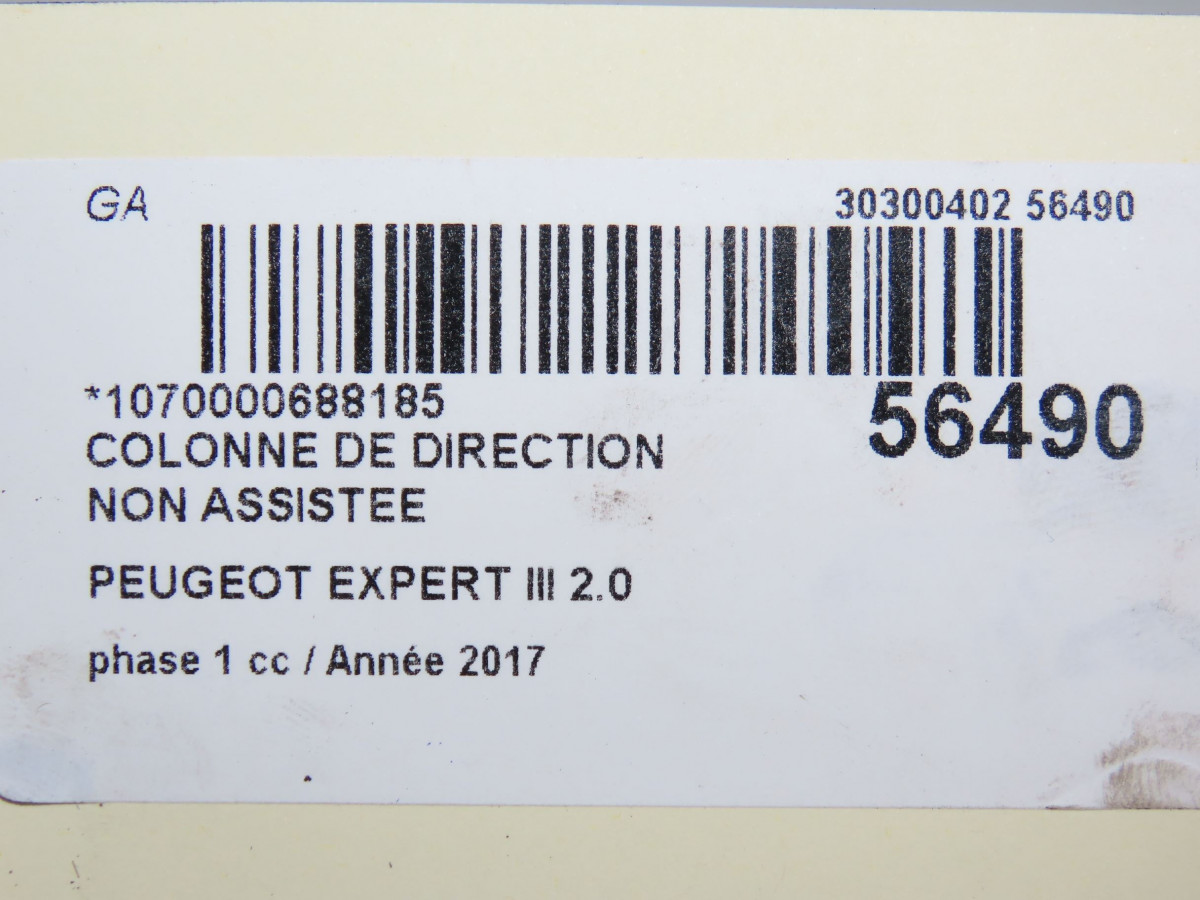 GA 30300402 56490
*1070000688185 56490
COLONNE DE DIRECTION
NON ASSISTEE
PEUGEOT EXPERT III 2.0
phase 1 cc / Année 2017